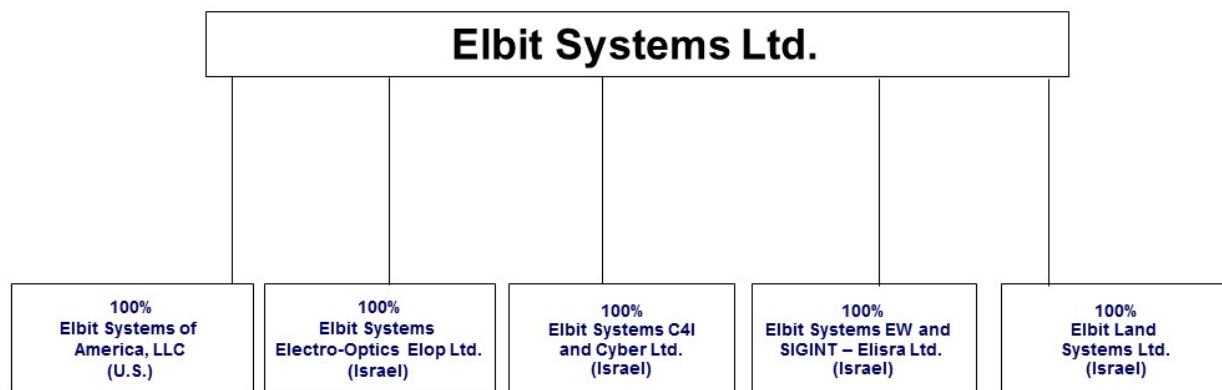 Elbit Systems Ltd.
100%
Elbit Systems of
America, LLC
(U.S.)
100%
Elbit Systems
Electro-Optics Elop Ltd.
(Israel)
100%
Elbit Systems C4I
and Cyber Ltd.
(Israel)
100%
Elbit Systems EW and
SIGINT – Elisra Ltd.
(Israel)
100%
Elbit Land
Systems Ltd.
(Israel)